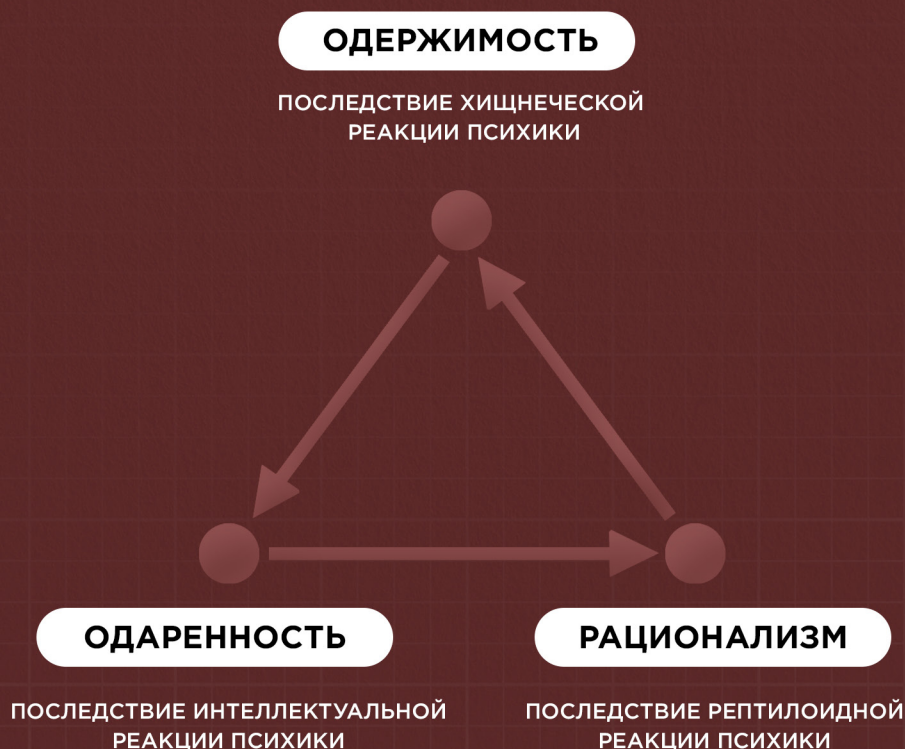 ОДЕРЖИМОСТЬ
ПОСЛЕДСТВИЕ ХИЩНЕЧЕСКОЙ
РЕАКЦИИ ПСИХИКИ
ОДАРЕННОСТЬ
РАЦИОНАЛИЗМ
ПОСЛЕДСТВИЕ ИНТЕЛЛЕКТУАЛЬНОЙ
РЕАКЦИИ ПСИХИКИ
ПОСЛЕДСТВИЕ РЕПТИЛОИДНОЙ
РЕАКЦИИ ПСИХИКИ